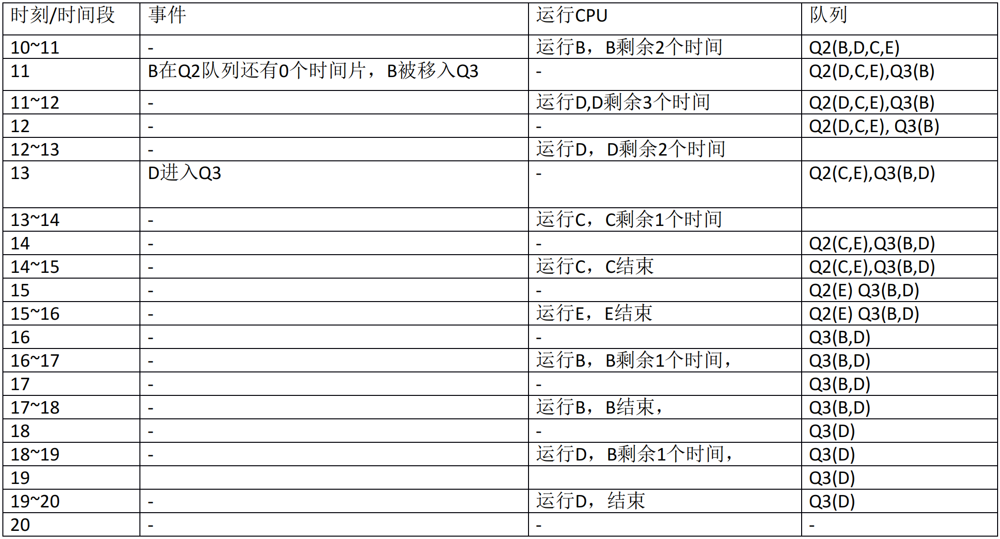 时刻/时间段 事件 运行CPU 队列
10~11 - 运行B，B剩余2个时间 Q2(B,D,C,E)
11 B在Q2队列还有0个时间片，B被移入Q3 - Q2(D,C,E),Q3(B)
11~12 - 运行D,D剩余3个时间 Q2(D,C,E),Q3(B)
12 - - Q2(D,C,E), Q3(B)
12~13 - 运行D，D剩余2个时间
13 D进入Q3 - Q2(C,E),Q3(B,D)
13~14 - 运行C，C剩余1个时间
14 - - Q2(C,E),Q3(B,D)
14~15 - 运行C，C结束 Q2(C,E),Q3(B,D)
15 - - Q2(E) Q3(B,D)
15~16 - 运行E，E结束 Q2(E) Q3(B,D)
16 - - Q3(B,D)
16~17 - 运行B，B剩余1个时间， Q3(B,D)
17 - - Q3(B,D)
17~18 - 运行B，B结束， Q3(B,D)
18 - - Q3(D)
18~19 - 运行D，B剩余1个时间， Q3(D)
19 Q3(D)
19~20 - 运行D，结束 Q3(D)
20 - - -